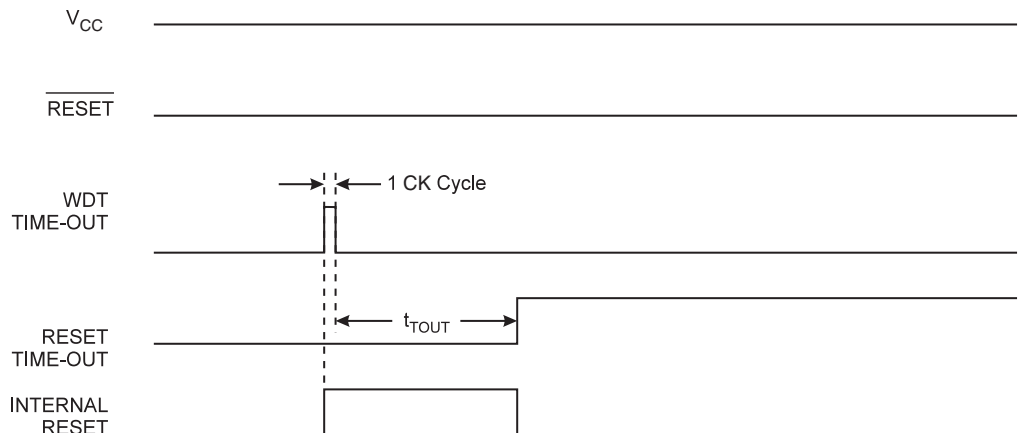 VCC
RESET
1 CK Cycle
WDT
TIME-OUT
tTOUT
RESET
TIME-OUT
INTERNAL
RESET